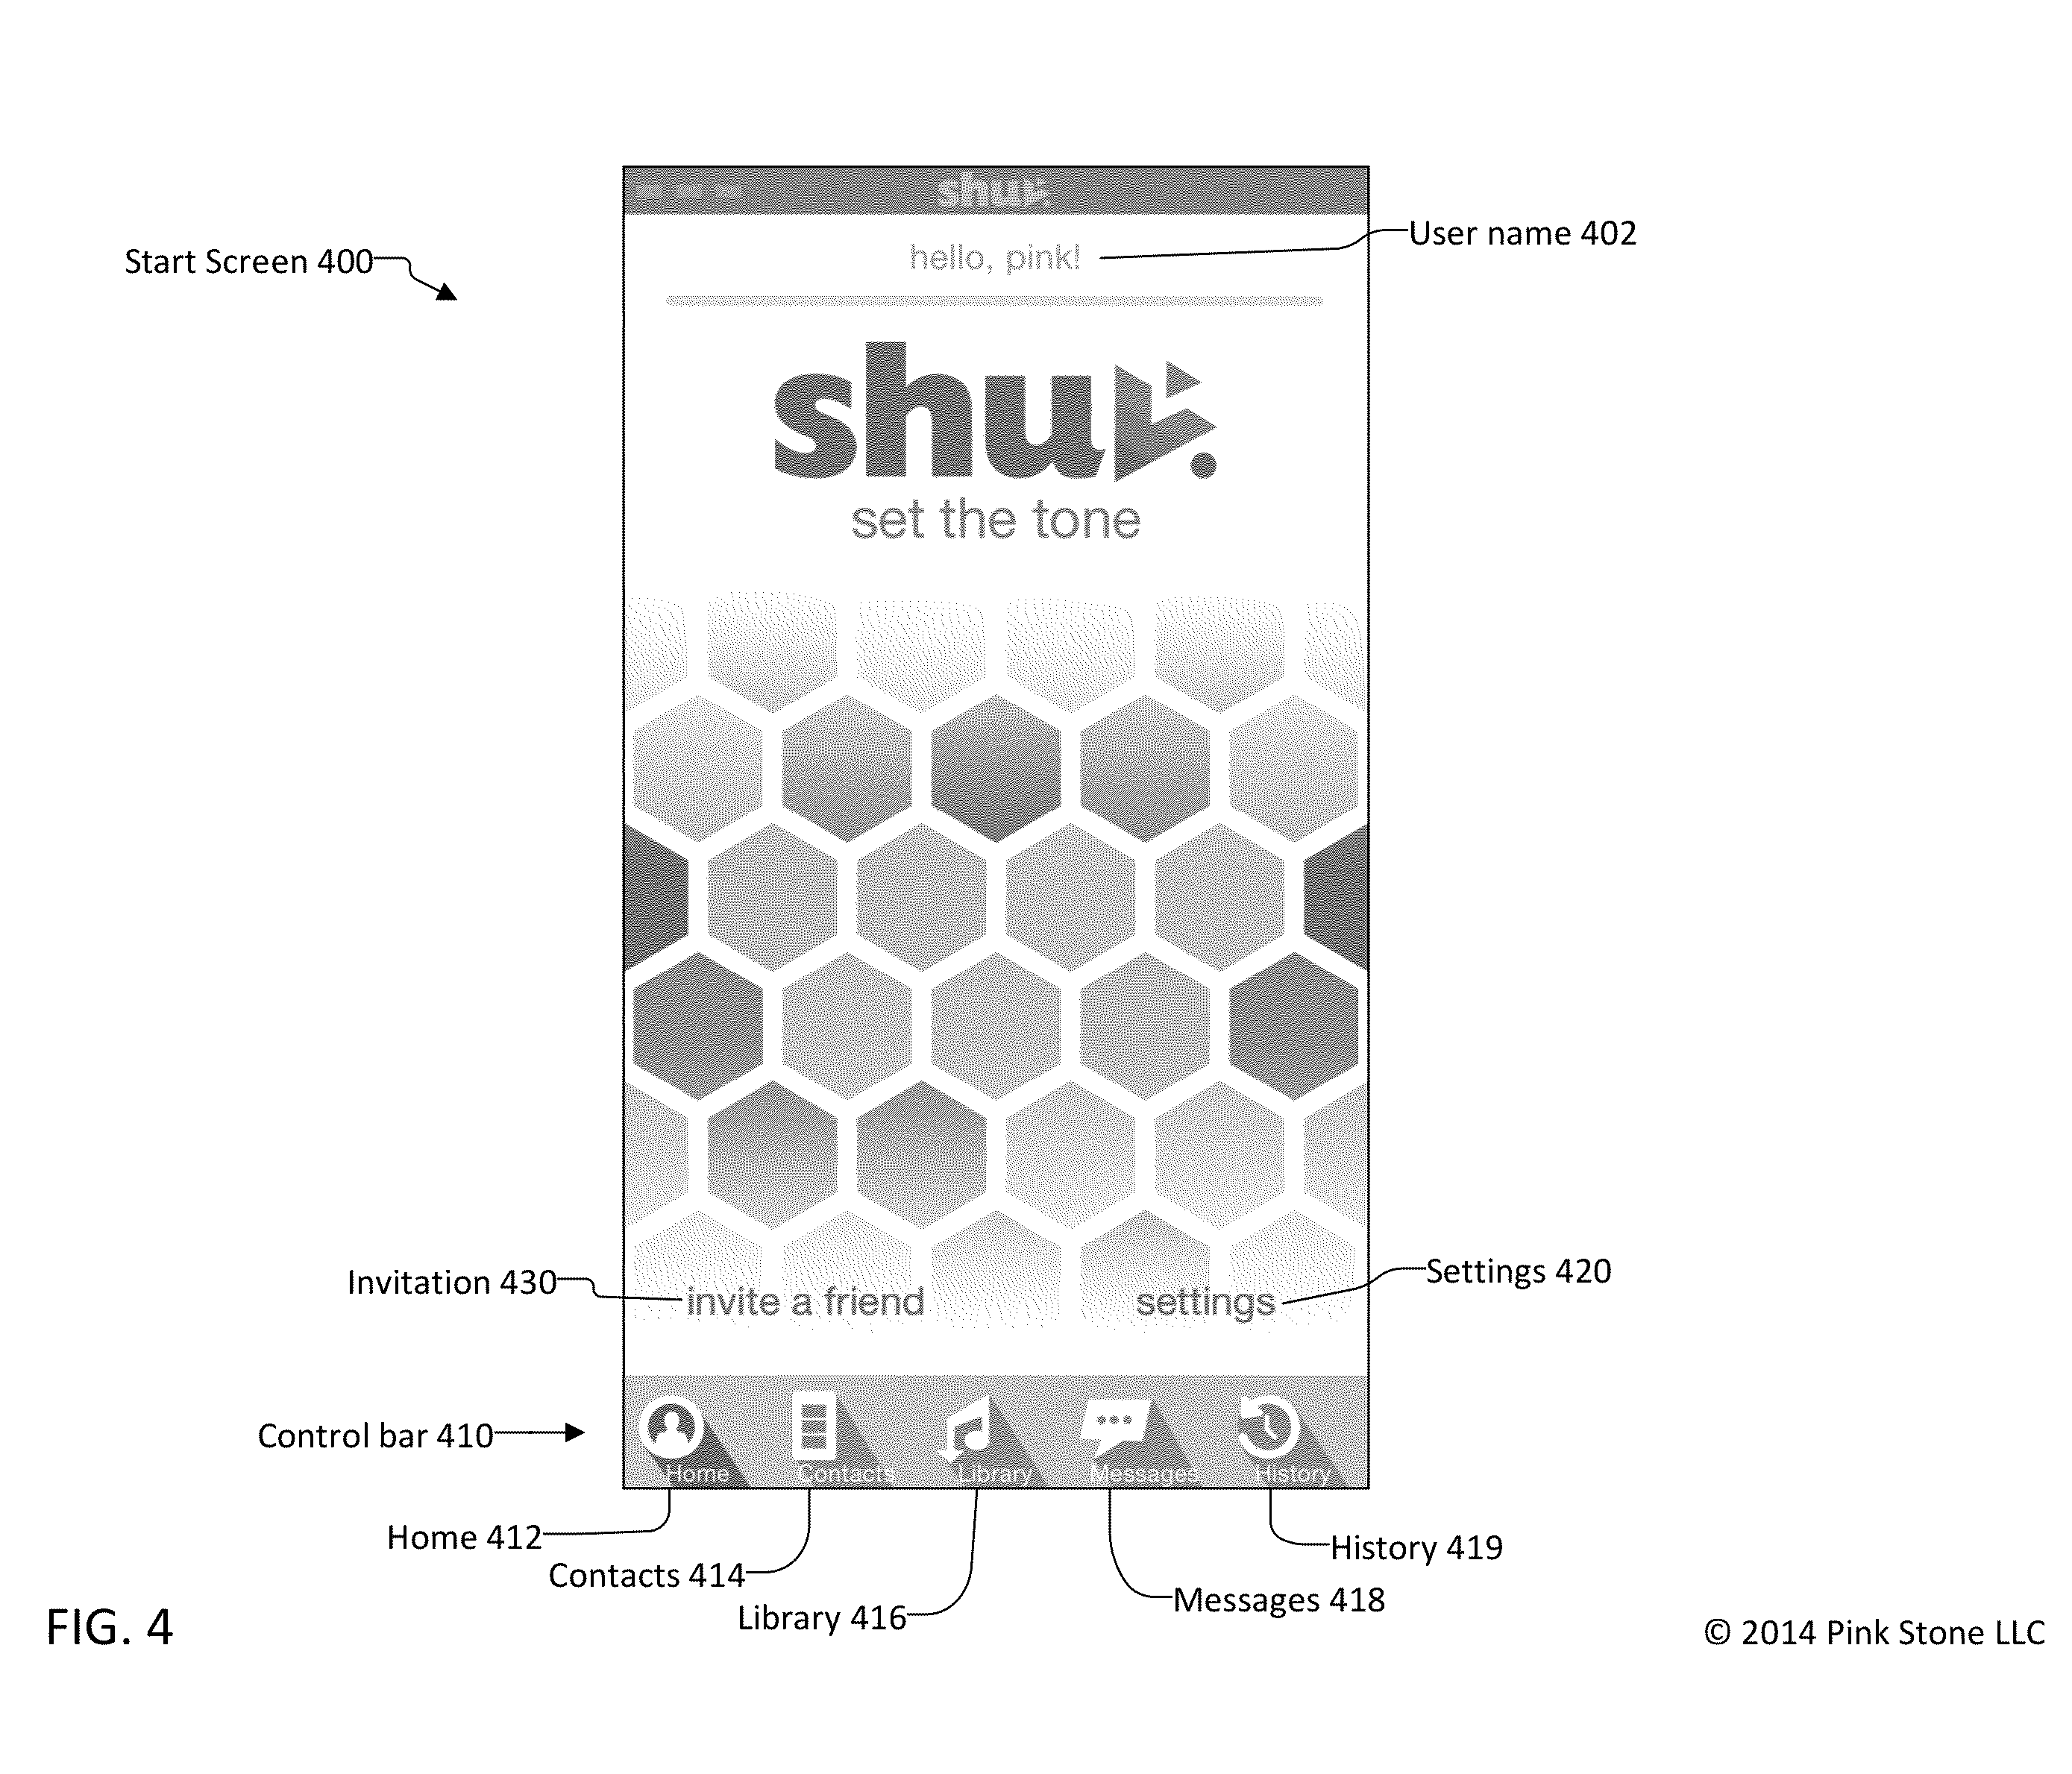 shu
User name 402
hello, pink!
Start Screen 400
shu
set the tone
Invitation 430
invite a friend
settings
Settings 420
Control bar 410
Home
Contacts
Library
Messages
History
Home 412
Contacts 414
Library 416
Messages 418
History 419
FIG. 4
© 2014 Pink Stone LLC